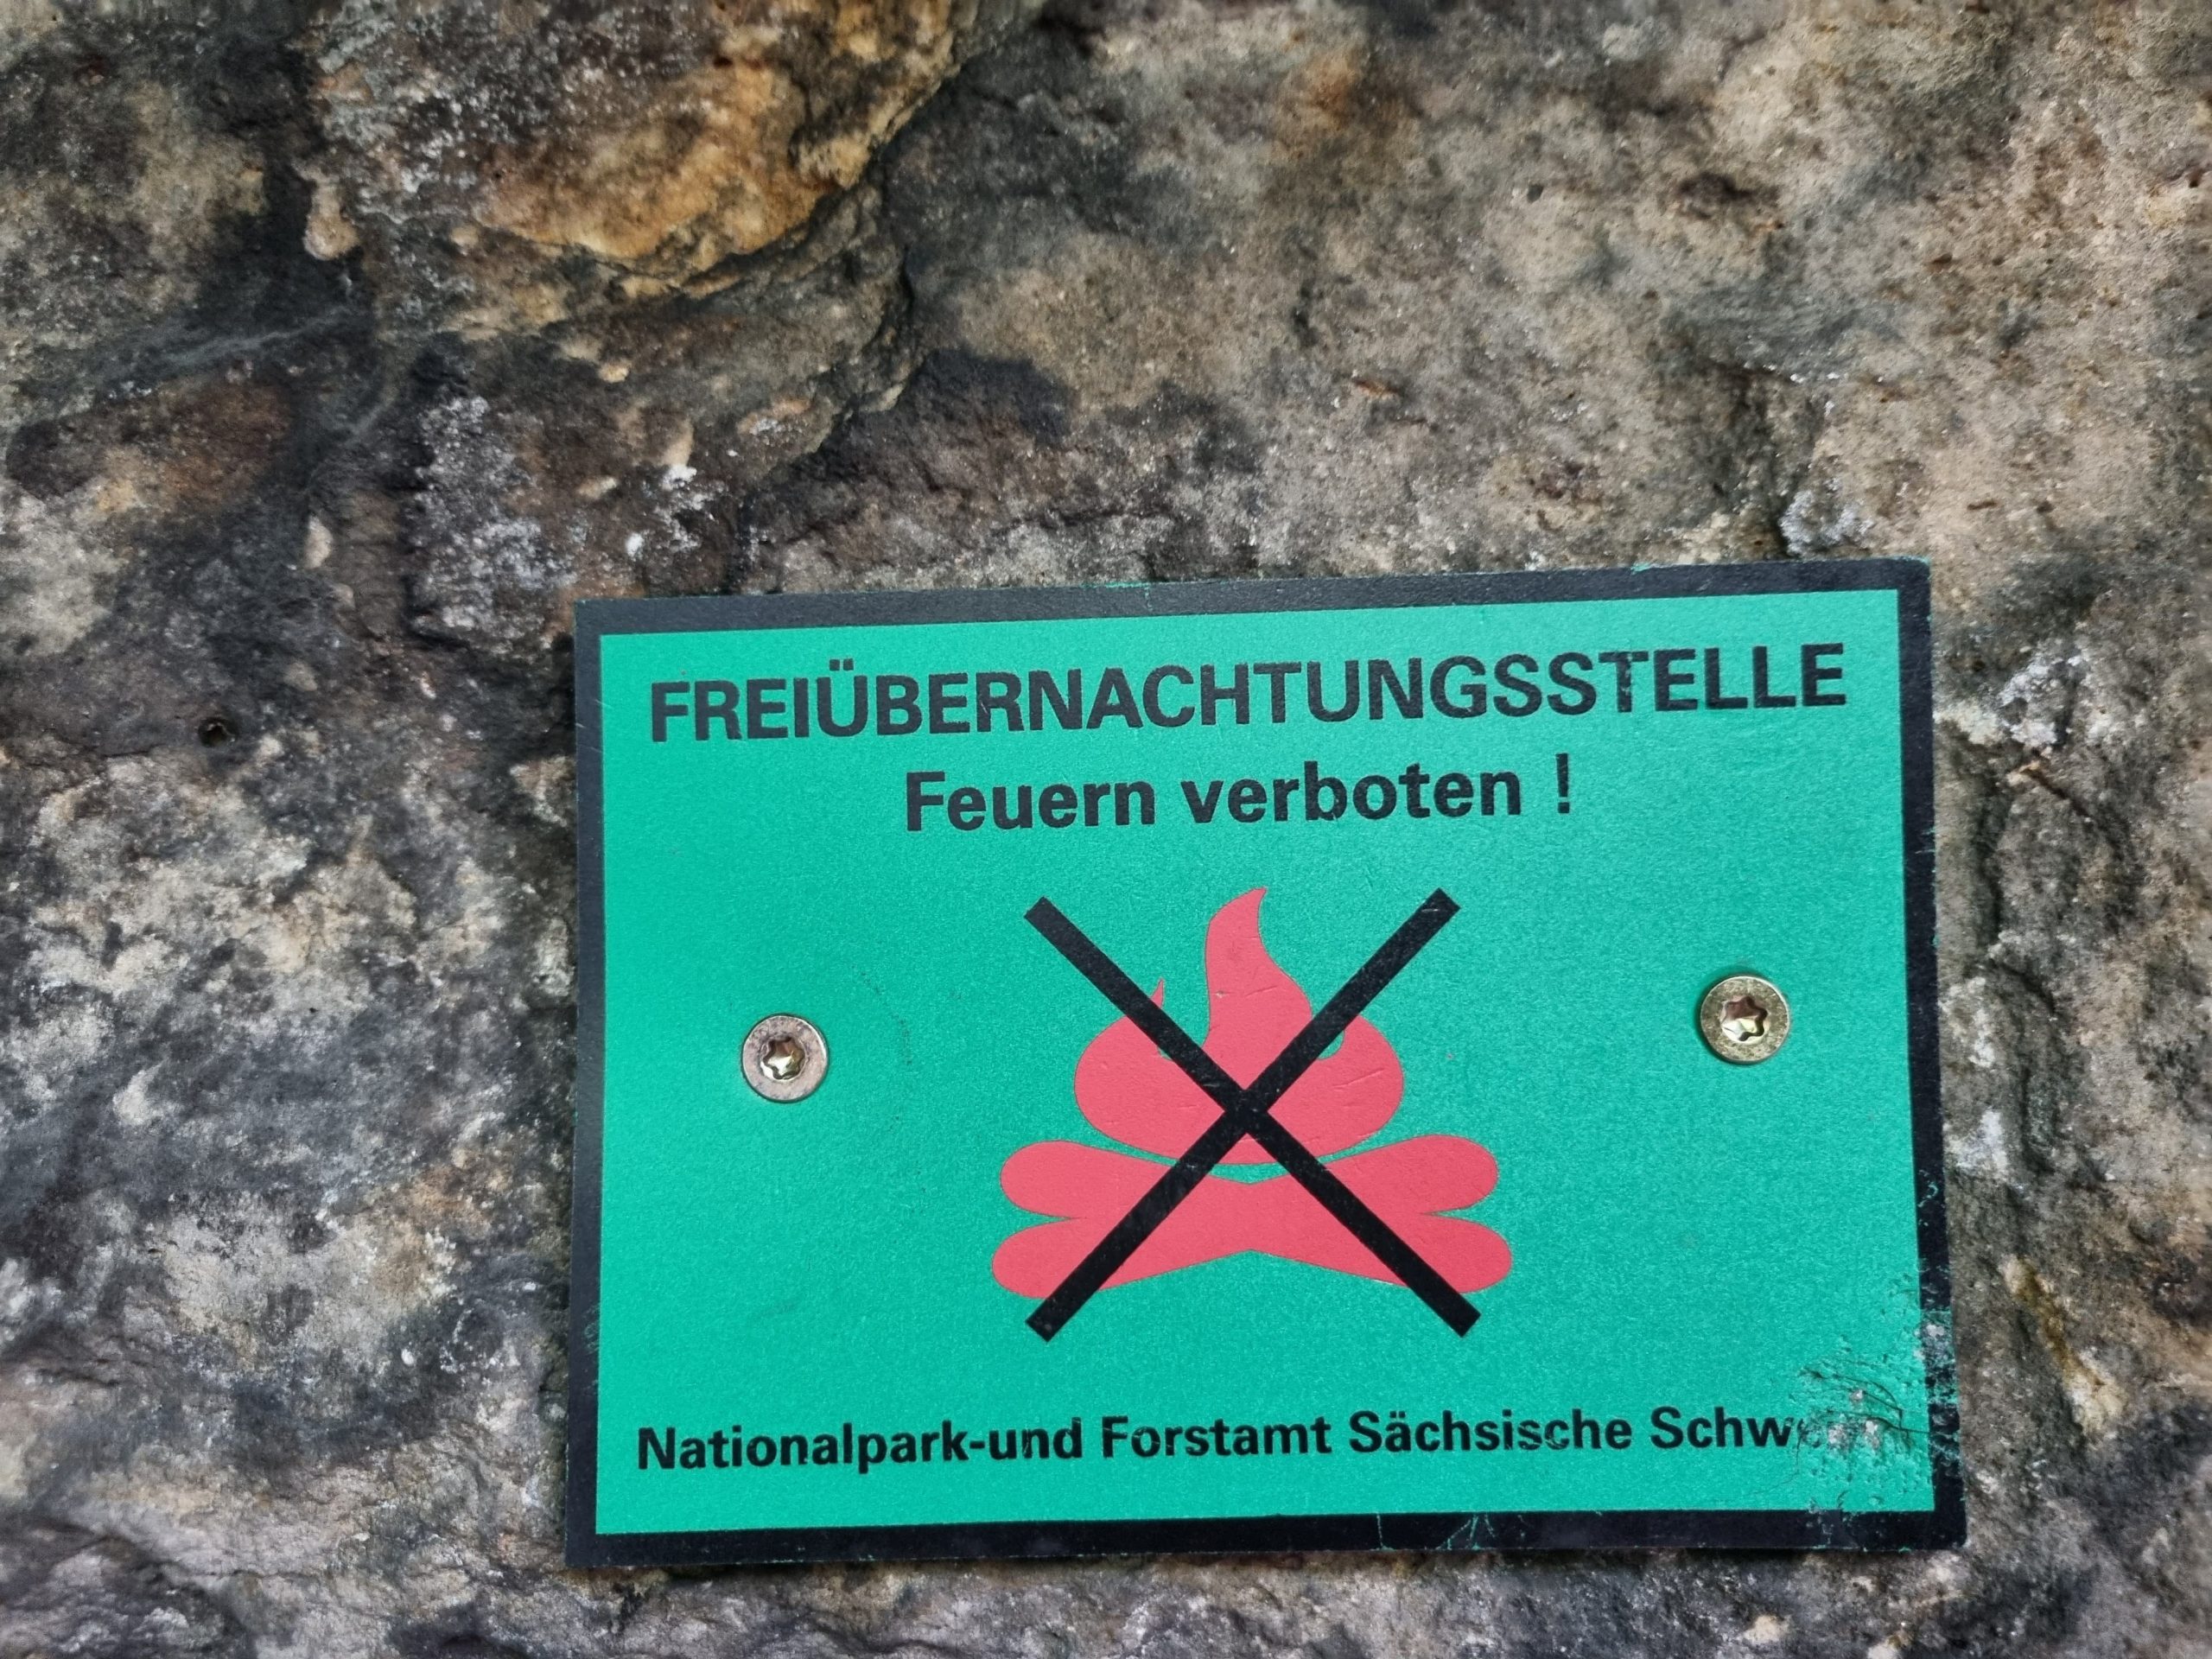 FREIÜBERNACHTUNGSSTELLE
Feuern verboten !
Nationalpark-und Forstamt Sächsische